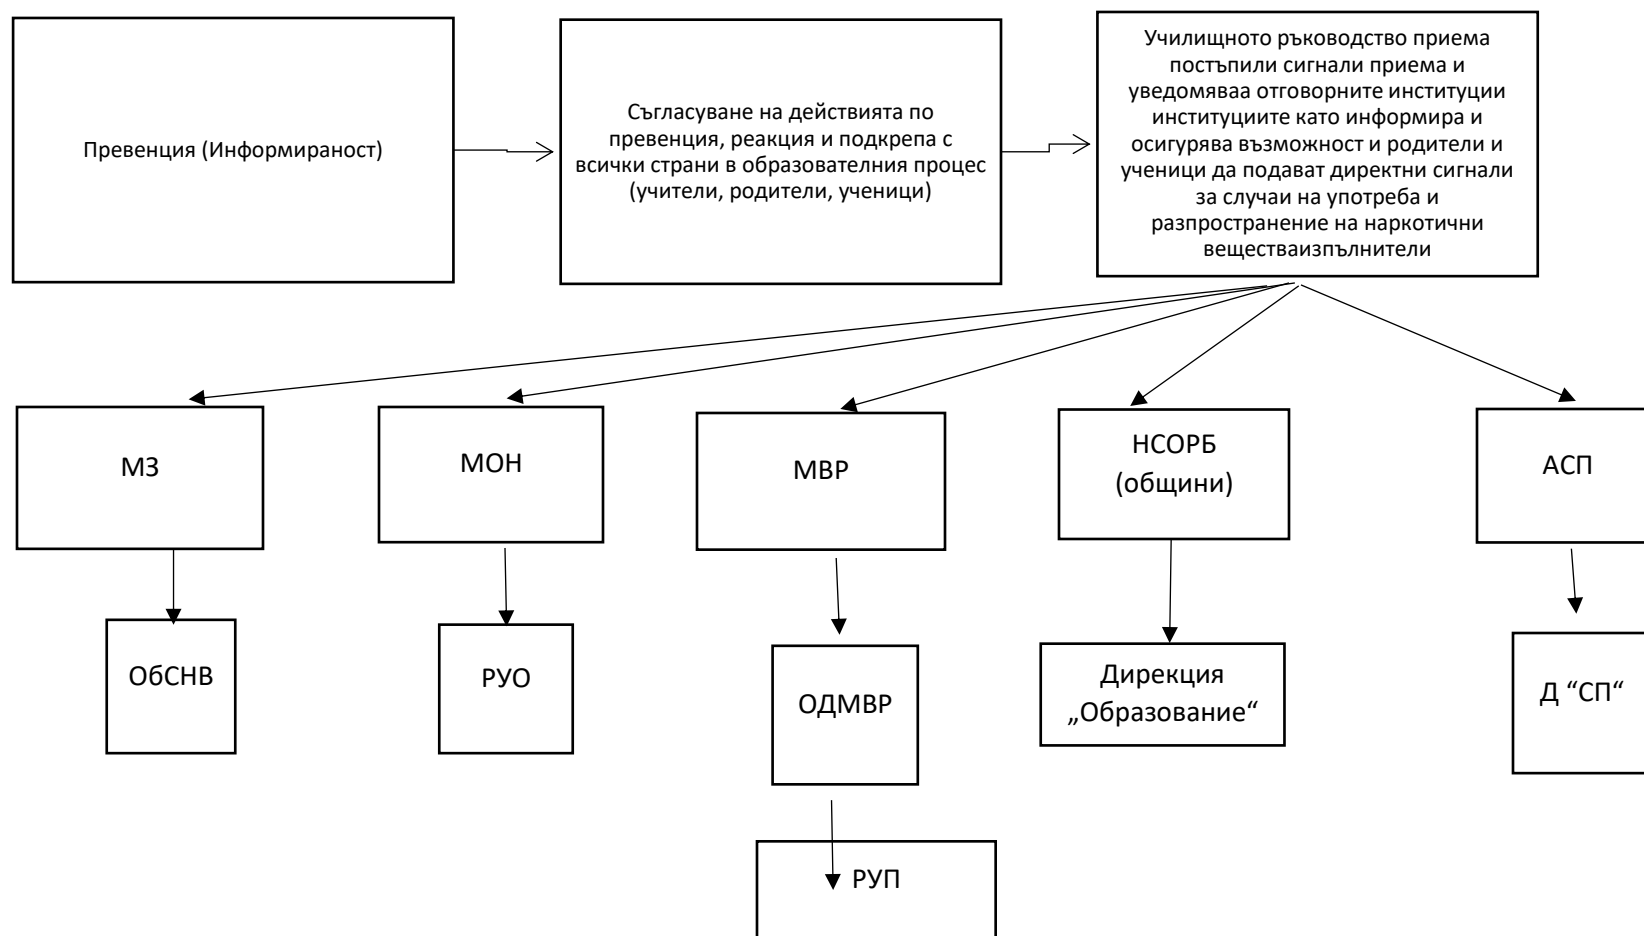 Превенция (Информираност)
Съгласуване на действията по
превенция, реакция и подкрепа с
всички страни в образователния процес
(учители, родители, ученици)
Училищното ръководство приема
постъпили сигнали приема и
уведомяваа отговорните институции
институциите като информира и
осигурява възможност и родители и
ученици да подават директни сигнали
за случаи на употреба и
разпространение на наркотични
веществаизпълнители
МЗ
МОН
МВР
НСОРБ
(общини)
АСП
ОбСНВ
РУО
ОДМВР
Дирекция
„Образование“
Д “СП“
РУП